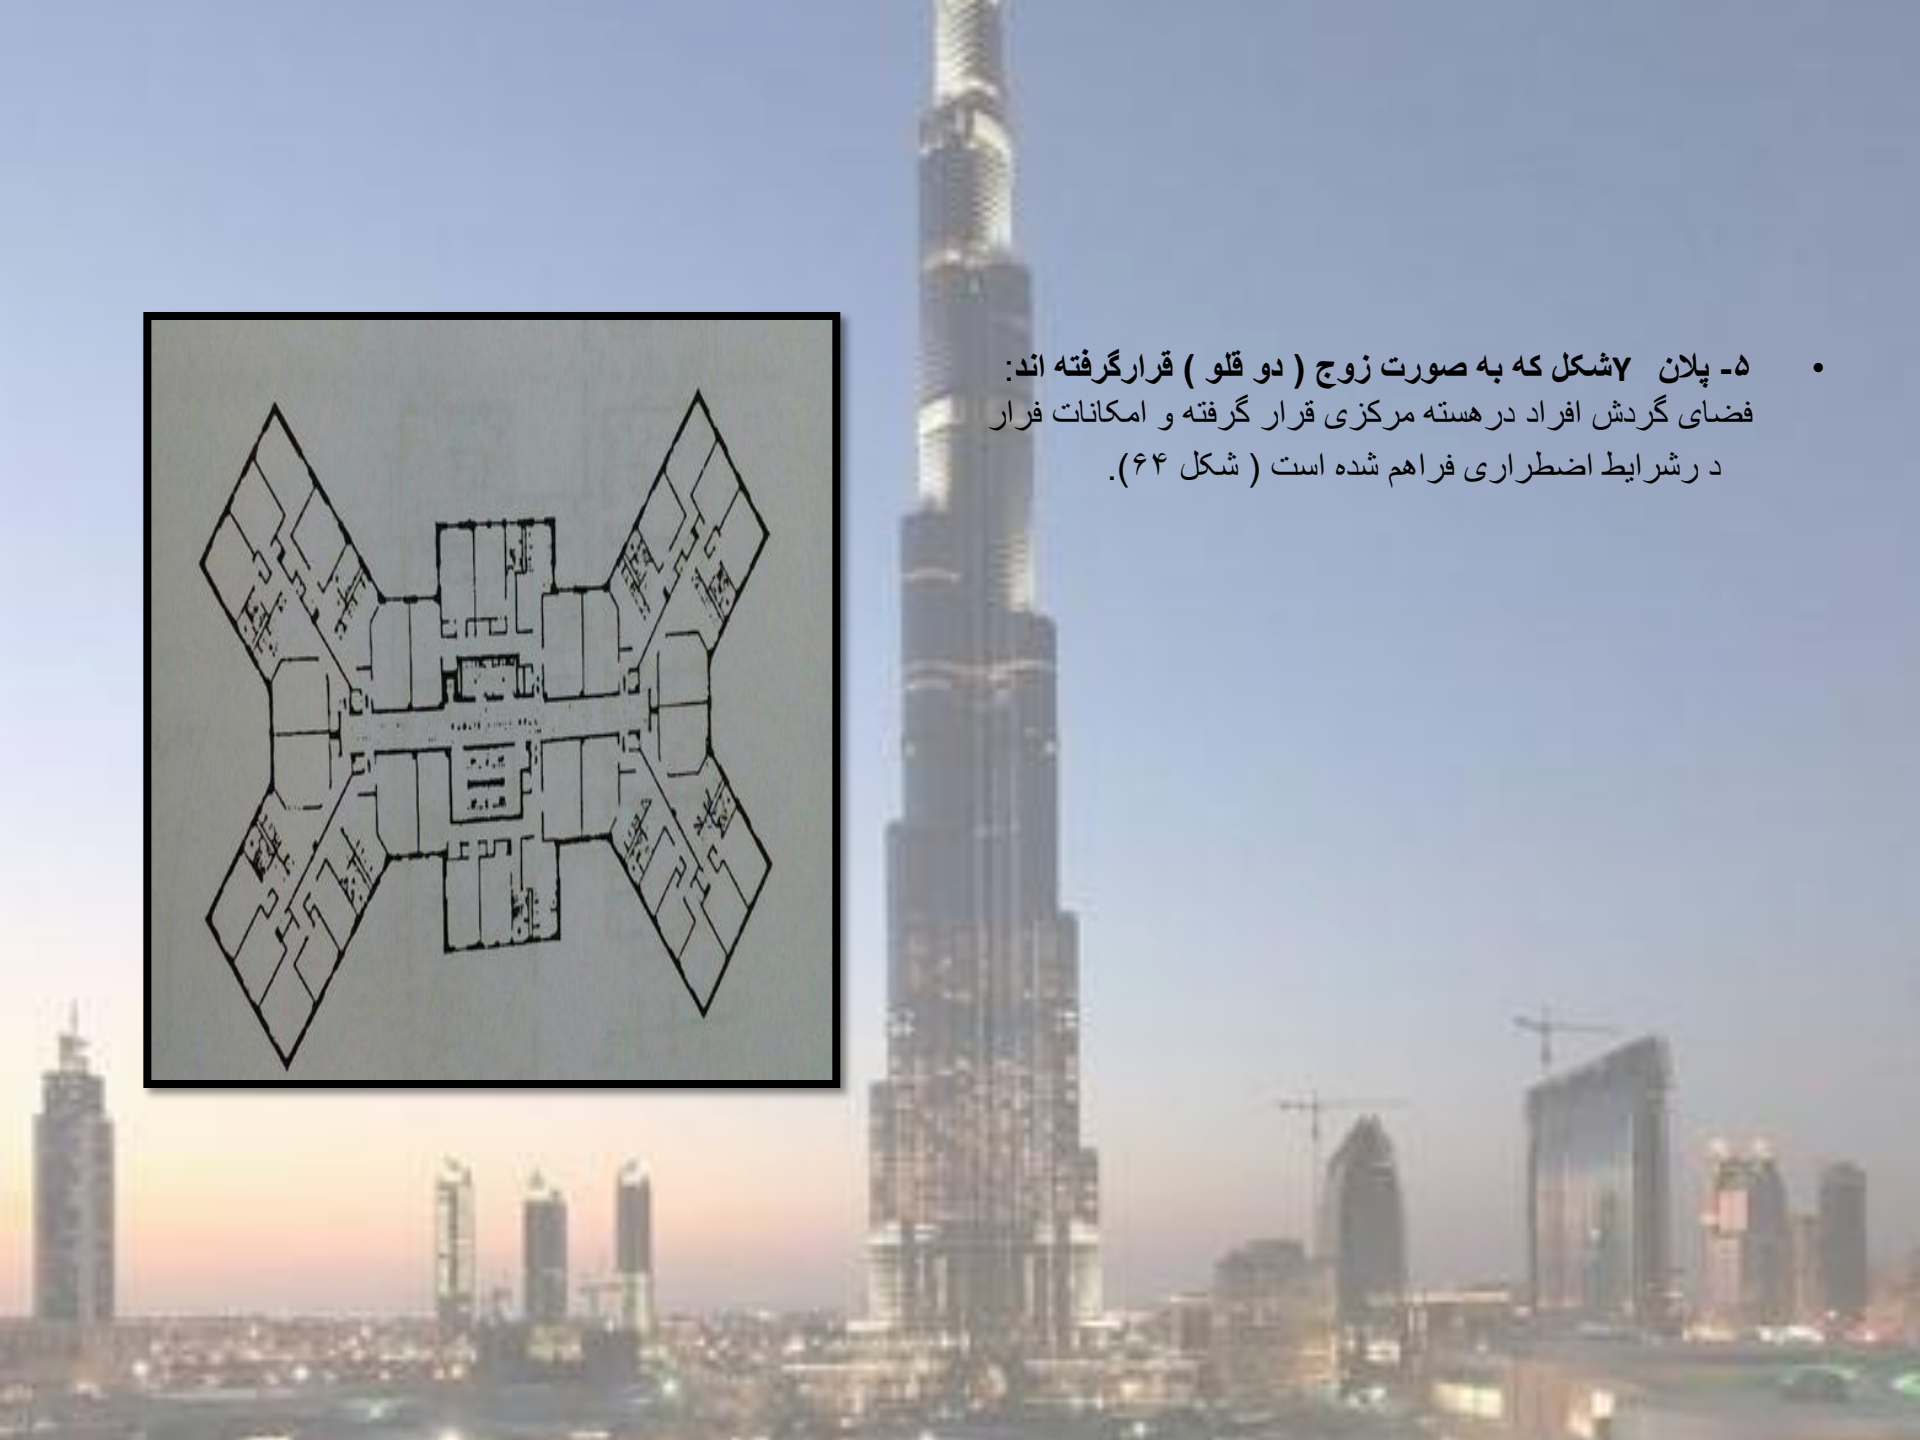 • ۵- پلان yشکل که به صورت زوج ( دو قلو ) قرارگرفته اند:
فضای گردش افراد درهسته مرکزی قرار گرفته و امکانات فرار
د رشرایط اضطراری فراهم شده است ( شکل ۶۴).